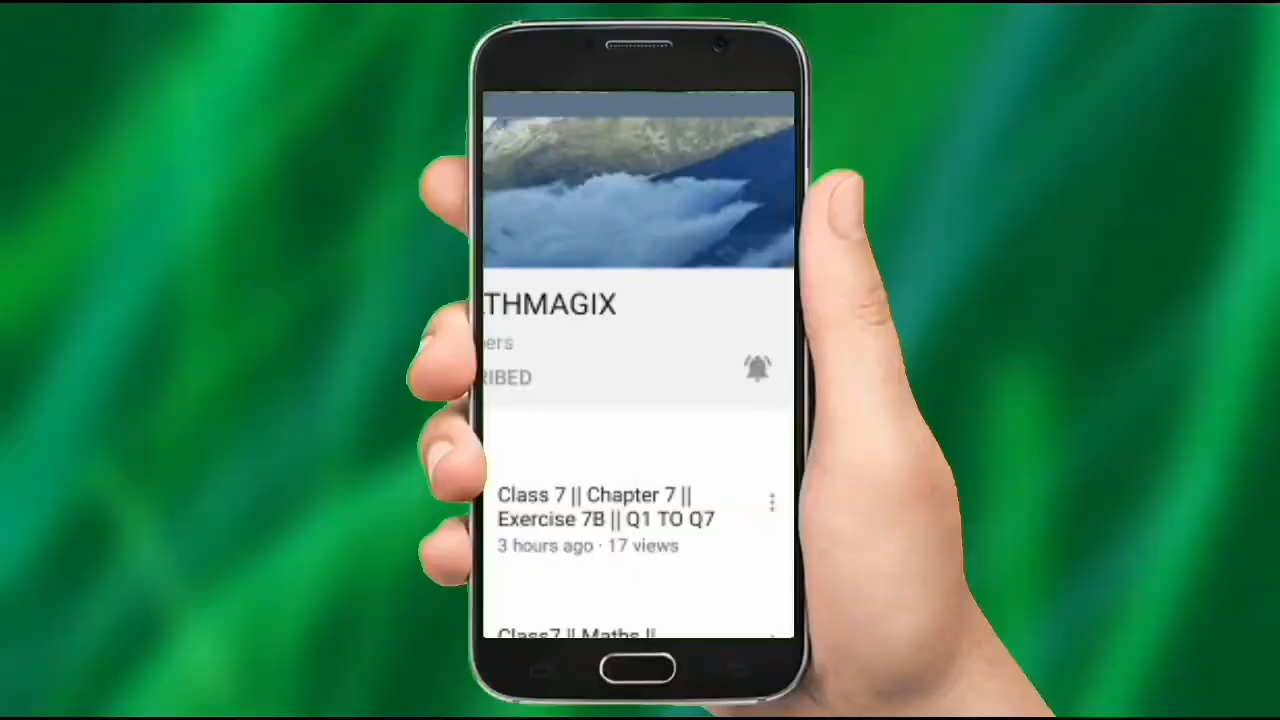 THMAGIX
ers
RIBED
Class 7 || Chapter 7 ||
Exercise 7B || Q1 TO Q7
3 hours ago · 17 views
Class7 || Maths ||